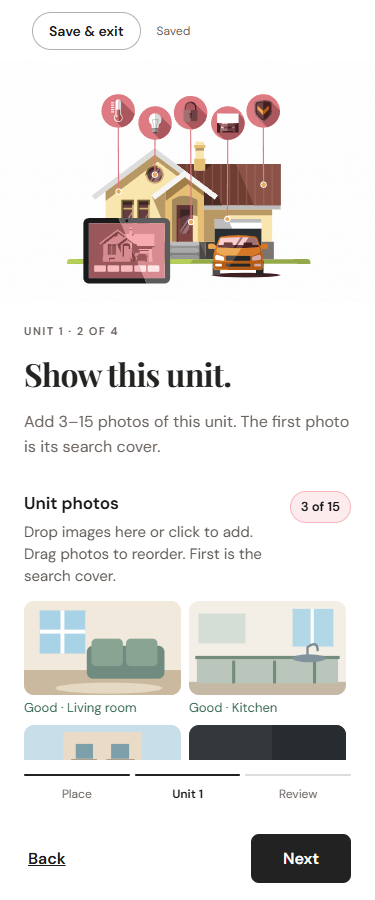 Save & exit
Saved
UNIT 1 · 2 OF 4
Show this unit.
Add 3–15 photos of this unit. The first photo
is its search cover.
Unit photos
3 of 15
Drop images here or click to add.
Drag photos to reorder. First is the
search cover.
Good · Living room
Good · Kitchen
Place
Unit 1
Review
Back
Next